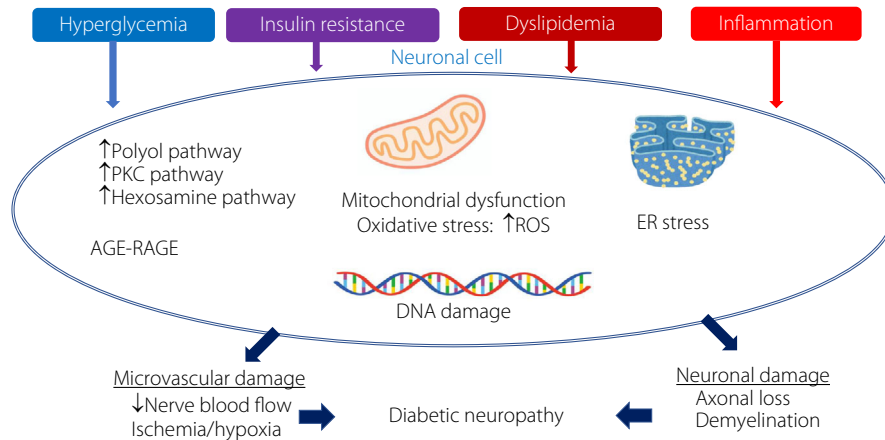 Hyperglycemia
Insulin resistance
Dyslipidemia
Inflammation
Neuronal cell
↑Polyol pathway
↑PKC pathway
↑Hexosamine pathway
AGE-RAGE
Mitochondrial dysfunction
Oxidative stress: ↑ROS
ER stress
DNA damage
Microvascular damage
↓Nerve blood flow
Ischemia/hypoxia
Diabetic neuropathy
Neuronal damage
Axonal loss
Demyelination